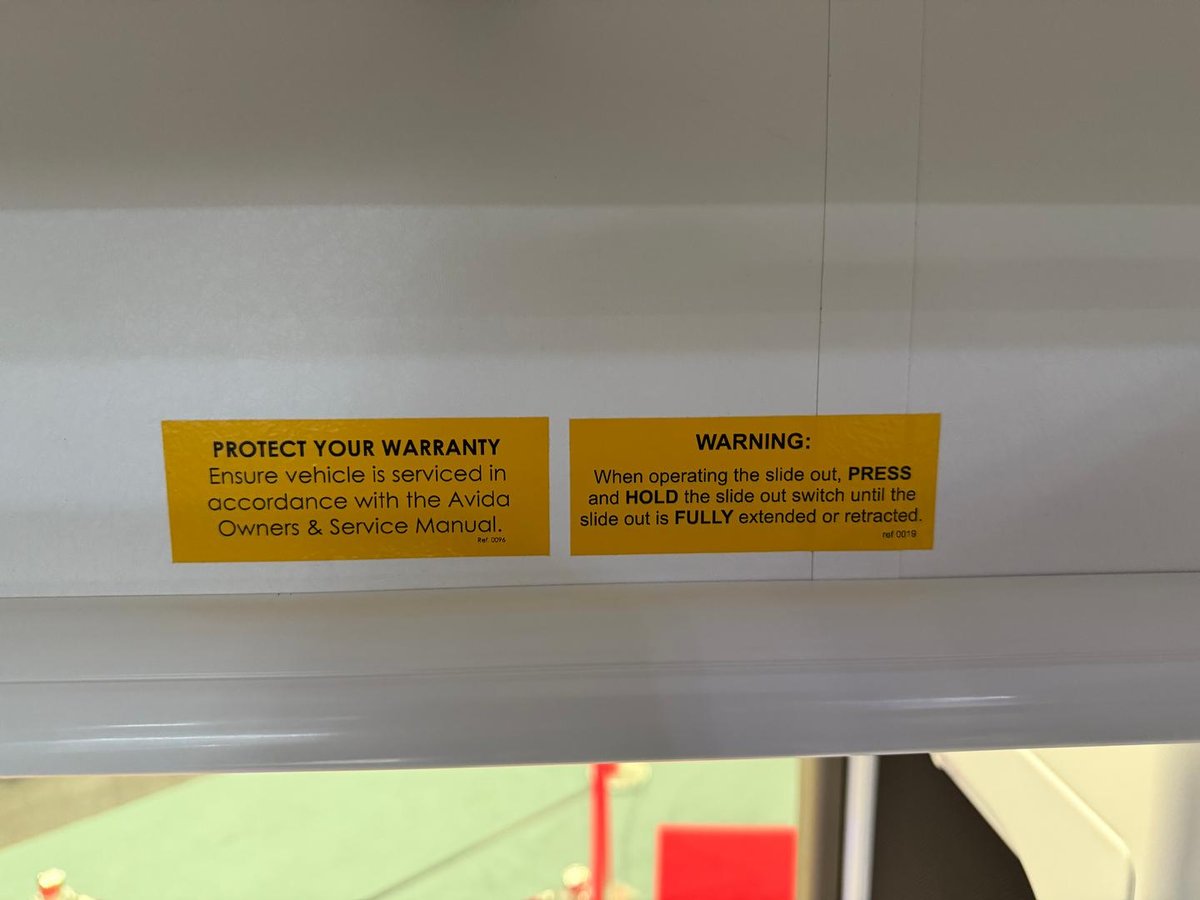 PROTECT YOUR WARRANTY
Ensure vehicle is serviced in
accordance with the Avida
Owners & Service Manual.
Ref 0096
WARNING:
When operating the slide out, PRESS
and HOLD the slide out switch until the
slide out is FULLY extended or retracted.
ref 0019